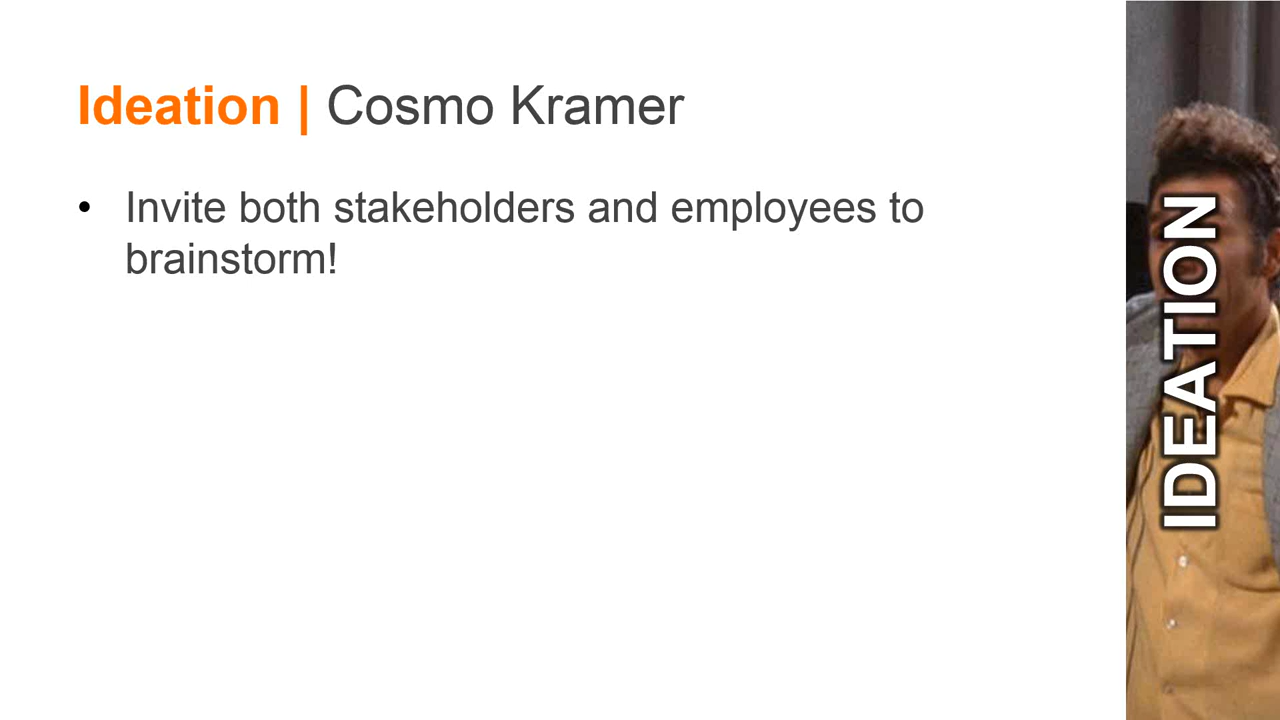 Ideation | Cosmo Kramer
• Invite both stakeholders and employees to
brainstorm!
IDEATION